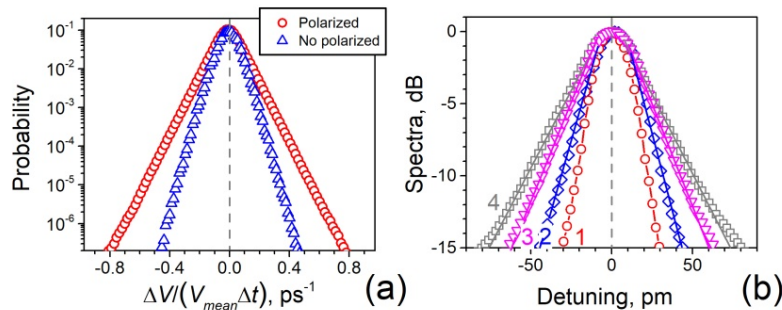 Polarized
No polarized
10⁻¹
10⁻²
10⁻³
10⁻⁴
10⁻⁵
10⁻⁶
Probability
-0.8 -0.4 0.0 0.4 0.8
ΔV/(V_mean Δt), ps⁻¹
(a)
0
-5
-10
-15
Spectra, dB
4 3 2 1
-50 0 50
Detuning, pm
(b)